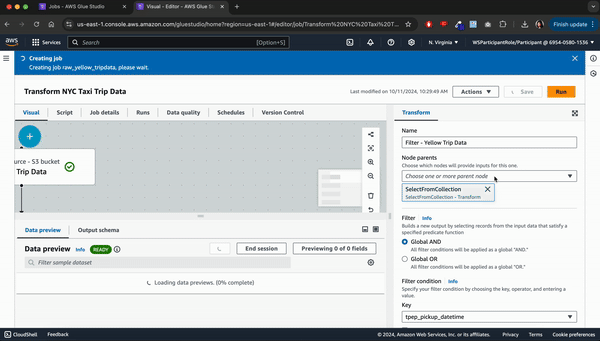 Jobs - AWS Glue Studio
Visual - Editor - AWS Glue Stu
us-east-1.console.aws.amazon.com/gluestudio/home?region=us-east-1#/editor/job/Transform%20NYC%20Taxi%20T...
Finish update
aws
Services
Search
[Option+S]
N. Virginia
WSParticipantRole/Participant @ 6954-0580-1536
Creating job
Creating job raw_yellow_tripdata, please wait.
Transform NYC Taxi Trip Data
Last modified on 10/11/2024, 10:29:49 AM
Actions
Save
Run
Visual
Script
Job details
Runs
Data quality
Schedules
Version Control
Transform
Name
Filter - Yellow Trip Data
Node parents
Choose which nodes will provide inputs for this one.
Choose one or more parent node
SelectFromCollection
SelectFromCollection - Transform
Filter
Info
Builds a new output by selecting records from the input data that satisfy a
specified predicate function
Global AND
All filter conditions will be applied as a global "AND."
Global OR
All filter conditions will be applied as a global "OR."
Filter condition
Info
Specify your filter condition by choosing the key, operator, and entering a
value.
Key
tpep_pickup_datetime
urce - S3 bucket
Trip Data
Data preview
Output schema
Data preview
Info
READY
End session
Previewing 0 of 0 fields
Filter sample dataset
Loading data previews. (0% complete)
CloudShell
Feedback
© 2024, Amazon Web Services, Inc. or its affiliates.
Privacy
Terms
Cookie preferences